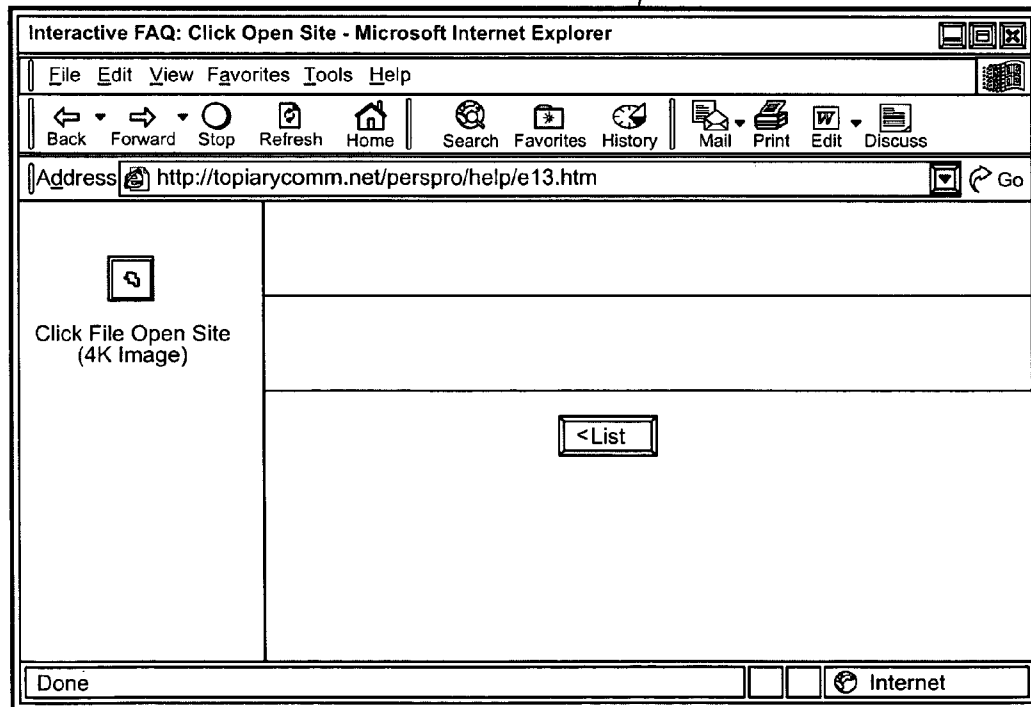 Interactive FAQ: Click Open Site - Microsoft Internet Explorer
File Edit View Favorites Tools Help
Back Forward Stop Refresh Home Search Favorites History Mail Print Edit Discuss
Address http://topiarycomm.net/perspro/help/e13.htm Go
Click File Open Site
(4K Image)
<List
Done Internet